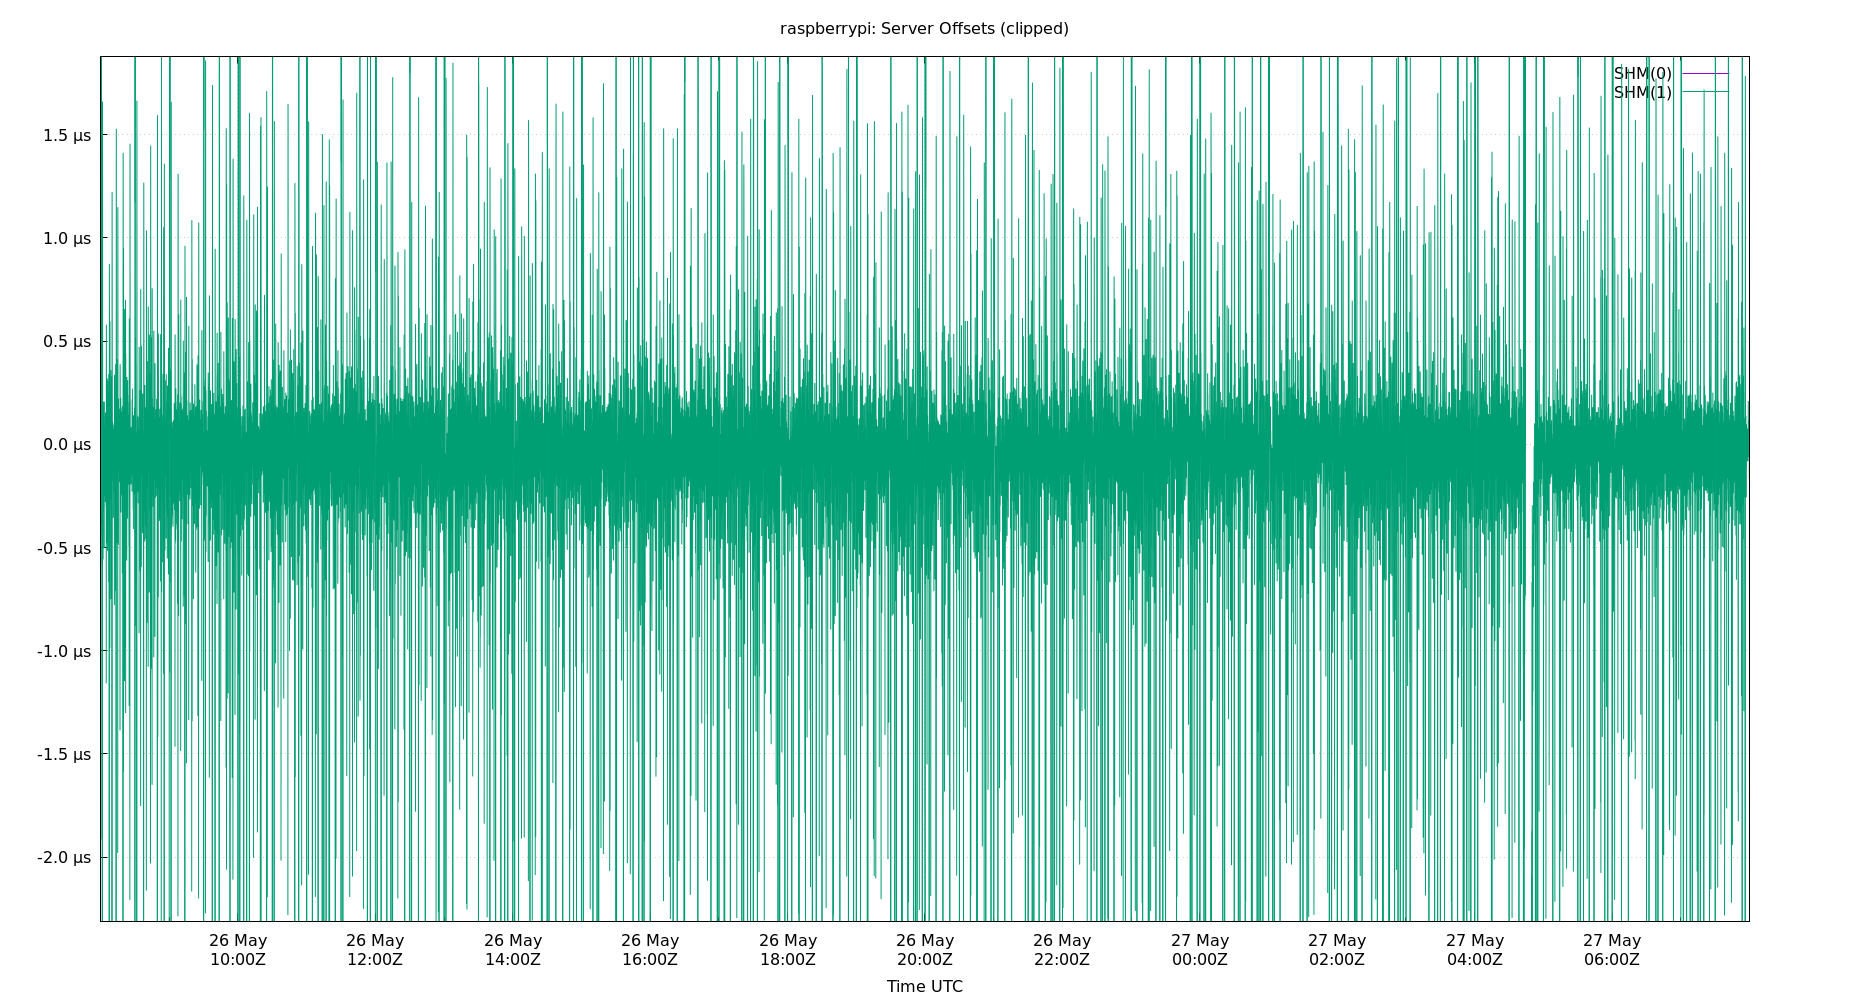 raspberrypi: Server Offsets (clipped)
SHM(0)
SHM(1)
1.5 µs
1.0 µs
0.5 µs
0.0 µs
-0.5 µs
-1.0 µs
-1.5 µs
-2.0 µs
26 May 26 May 26 May 26 May 26 May 26 May 26 May 27 May 27 May 27 May 27 May
10:00Z 12:00Z 14:00Z 16:00Z 18:00Z 20:00Z 22:00Z 00:00Z 02:00Z 04:00Z 06:00Z
Time UTC